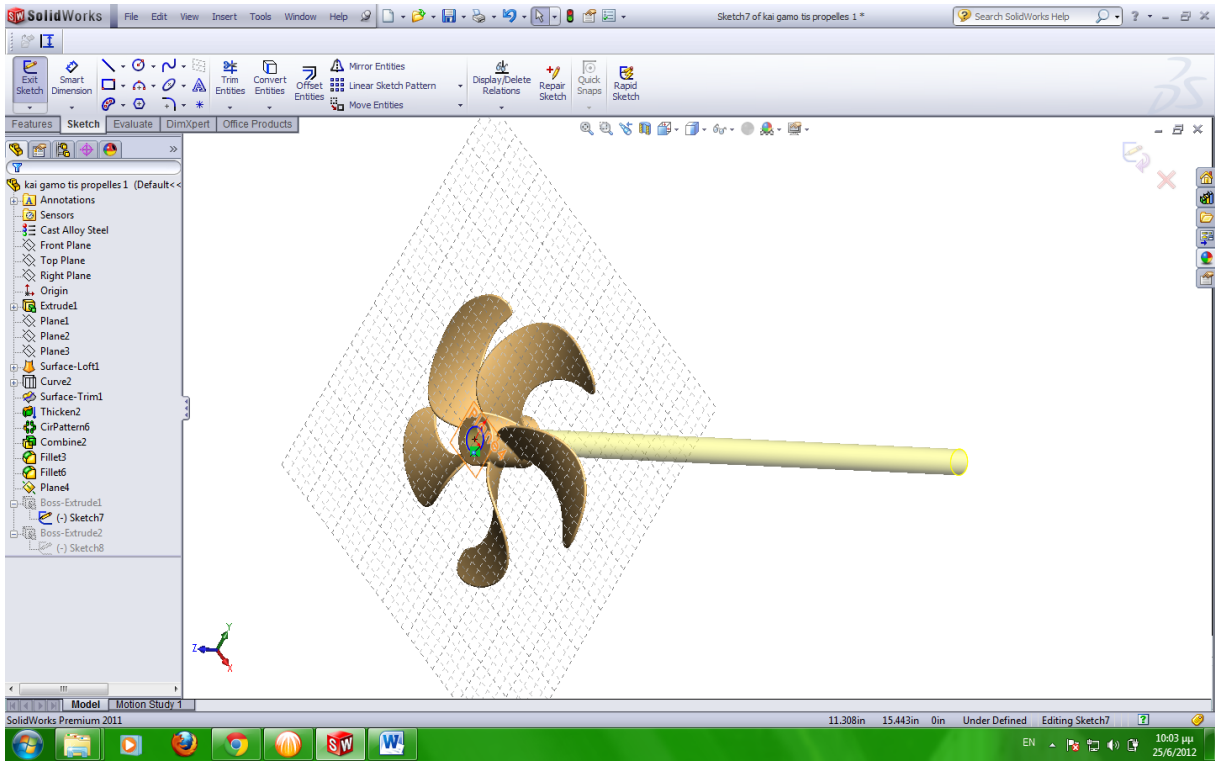 SolidWorks File Edit View Insert Tools Window Help Sketch7 of kai gamo tis propelles 1 * Search SolidWorks Help
Exit Sketch
Smart Dimension
Trim Entities
Convert Entities
Offset Entities
Mirror Entities
Linear Sketch Pattern
Move Entities
Display/Delete Relations
Repair Sketch
Quick Snaps
Rapid Sketch
Features Sketch Evaluate DimXpert Office Products
kai gamo tis propelles 1 (Default<<
Annotations
Sensors
Cast Alloy Steel
Front Plane
Top Plane
Right Plane
Origin
Extrude1
Plane1
Plane2
Plane3
Surface-Loft1
Curve2
Surface-Trim1
Thicken2
CirPattern6
Combine2
Fillet3
Fillet6
Plane4
Boss-Extrude1
(-) Sketch7
Boss-Extrude2
(-) Sketch8
Y
Z
X
Model Motion Study 1
SolidWorks Premium 2011 11.308in 15.443in 0in Under Defined Editing Sketch7
EN 10:03 μμ
25/6/2012